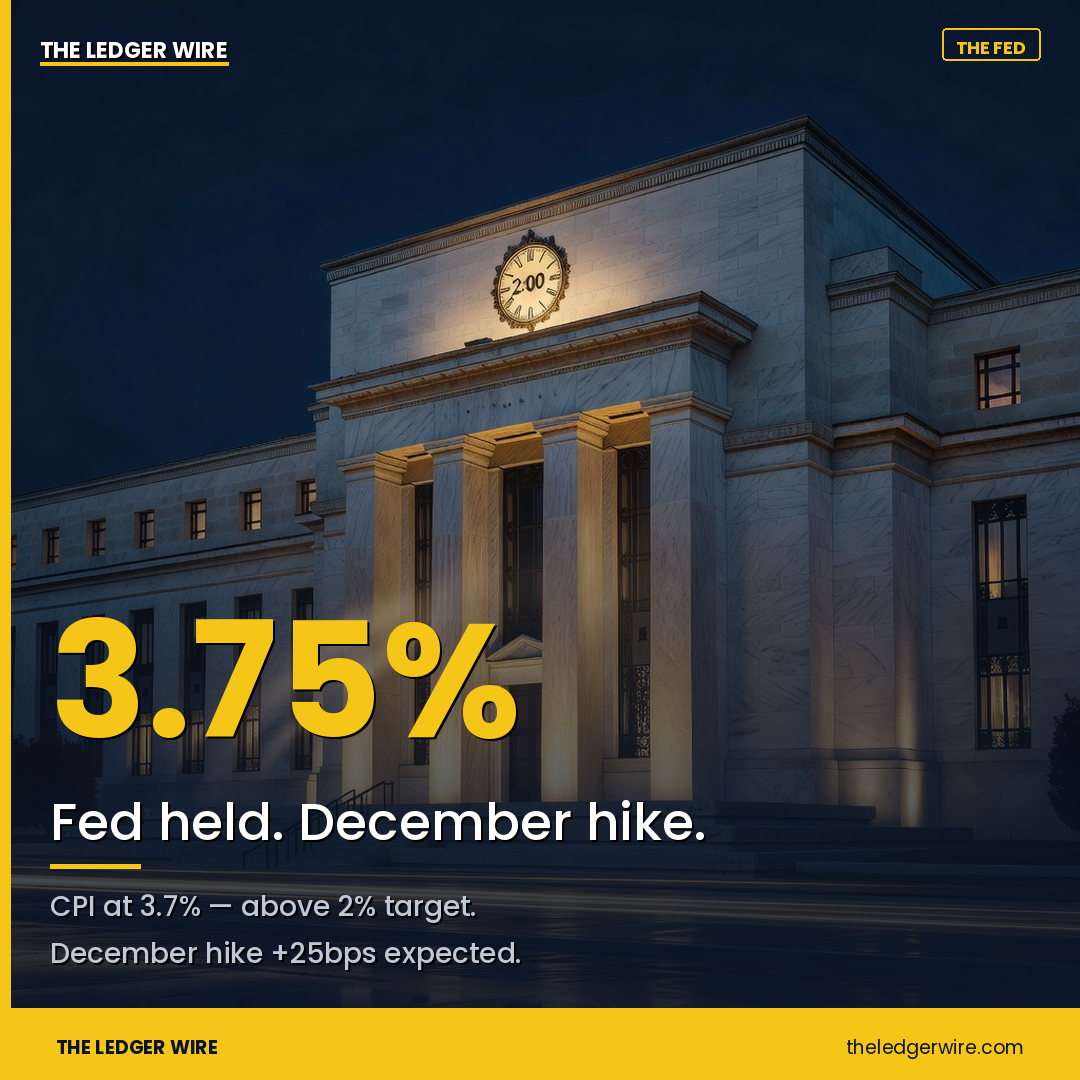 THE LEDGER WIRE
THE FED
2:00
3.75%
Fed held. December hike.
CPI at 3.7% — above 2% target.
December hike +25bps expected.
THE LEDGER WIRE
theledgerwire.com